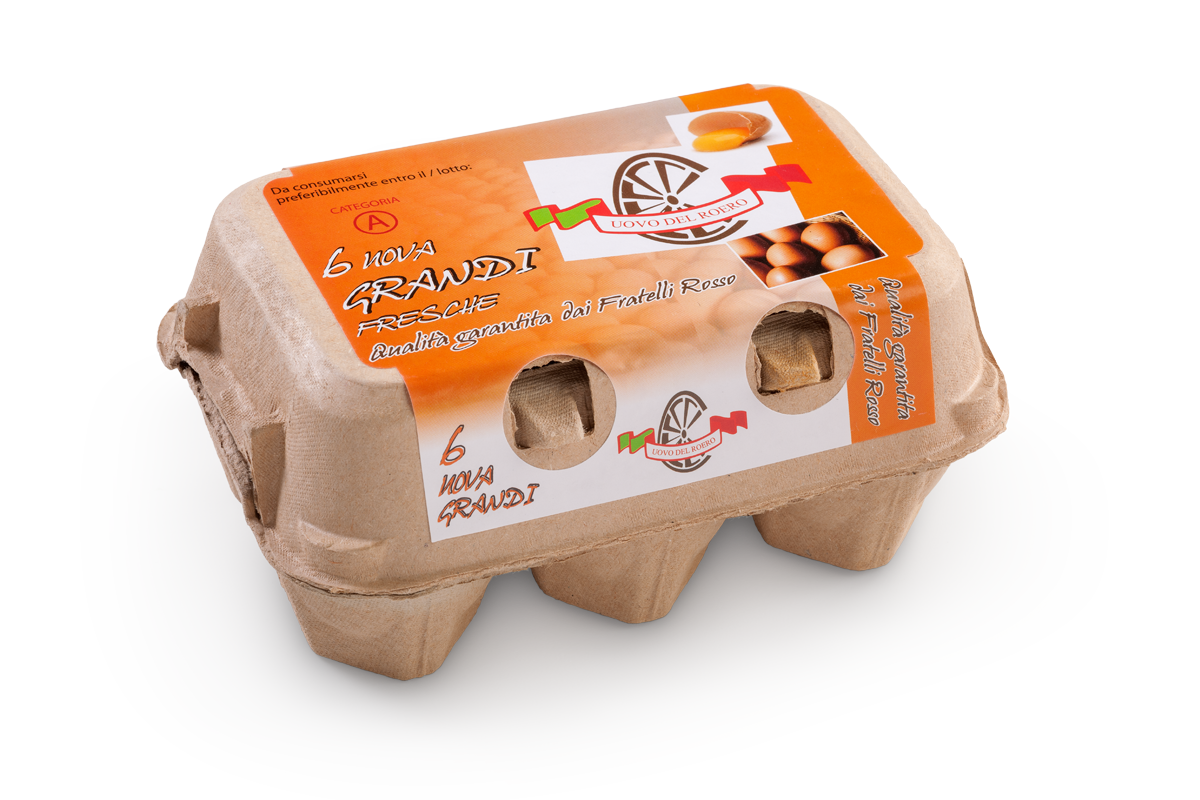 Da consumarsi
preferibilmente entro il / lotto:
CATEGORIA
A
6 UOVA
GRANDI
FRESCHE
Qualità garantita dai Fratelli Rosso
UOVO DEL ROERO
Qualità garantita
dai Fratelli Rosso
6
UOVA
GRANDI
UOVO DEL ROERO